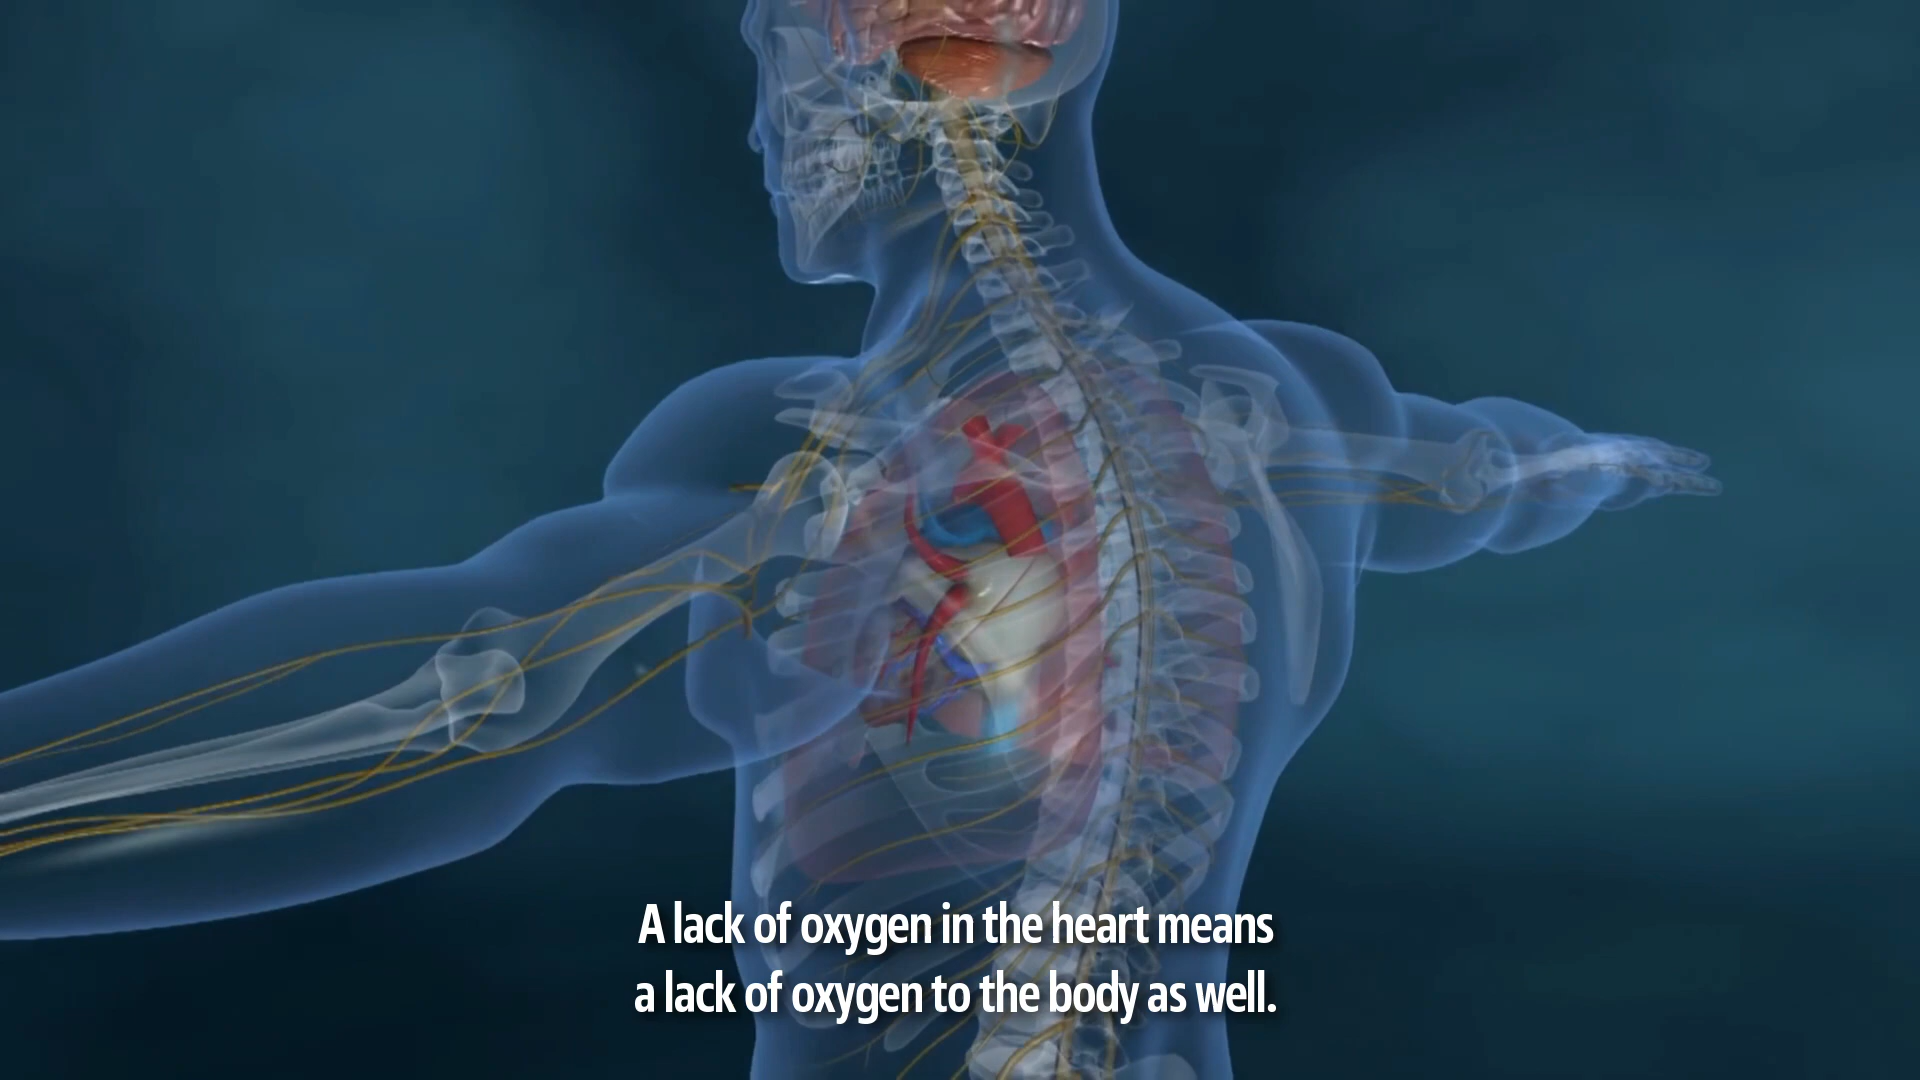 A lack of oxygen in the heart means
a lack of oxygen to the body as well.